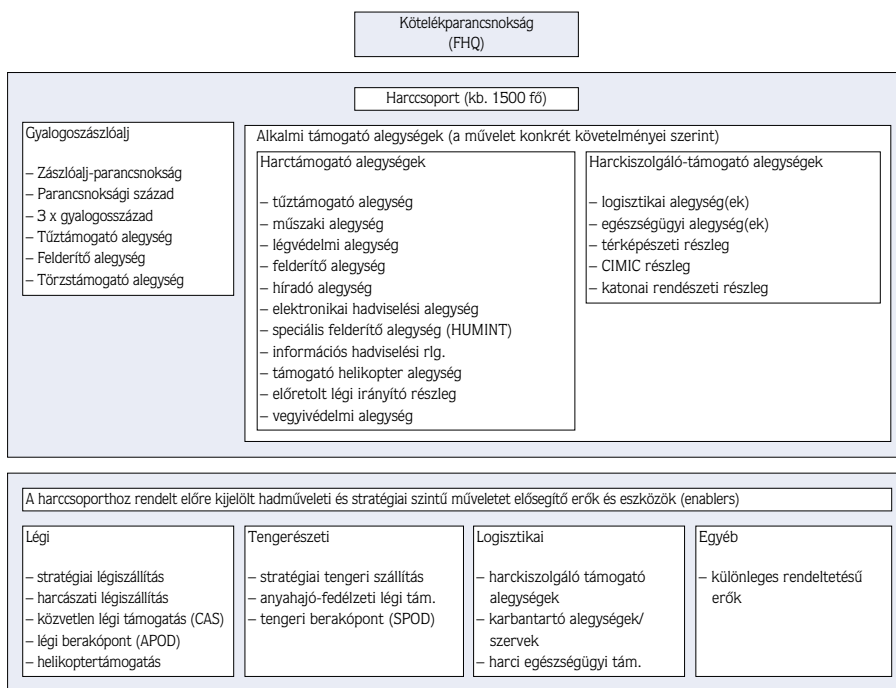 Kötelékparancsnokság
(FHQ)
Harccsoport (kb. 1500 fő)
Gyalogoszászlóalj
– Zászlóalj-parancsnokság
– Parancsnoksági század
– 3 x gyalogosszázad
– Tűztámogató alegység
– Felderítő alegység
– Törzstámogató alegység
Alkalmi támogató alegységek (a művelet konkrét követelményei szerint)
Harctámogató alegységek
– tűztámogató alegység
– műszaki alegység
– légvédelmi alegység
– felderítő alegység
– híradó alegység
– elektronikai hadviselési alegység
– speciális felderítő alegység (HUMINT)
– információs hadviselési rlg.
– támogató helikopter alegység
– előretolt légi irányító részleg
– vegyivédelmi alegység
Harckiszolgáló-támogató alegységek
– logisztikai alegység(ek)
– egészségügyi alegység(ek)
– térképészeti részleg
– CIMIC részleg
– katonai rendészeti részleg
A harccsoporthoz rendelt előre kijelölt hadműveleti és stratégiai szintű műveletet elősegítő erők és eszközök (enablers)
Légi
– stratégiai légiszállítás
– harcászati légiszállítás
– közvetlen légi támogatás (CAS)
– légi berakópont (APOD)
– helikoptertámogatás
Tengerészeti
– stratégiai tengeri szállítás
– anyahajó-fedélzeti légi tám.
– tengeri berakópont (SPOD)
Logisztikai
– harckiszolgáló támogató
alegységek
– karbantartó alegységek/
szervek
– harci egészségügyi tám.
Egyéb
– különleges rendeltetésű
erők